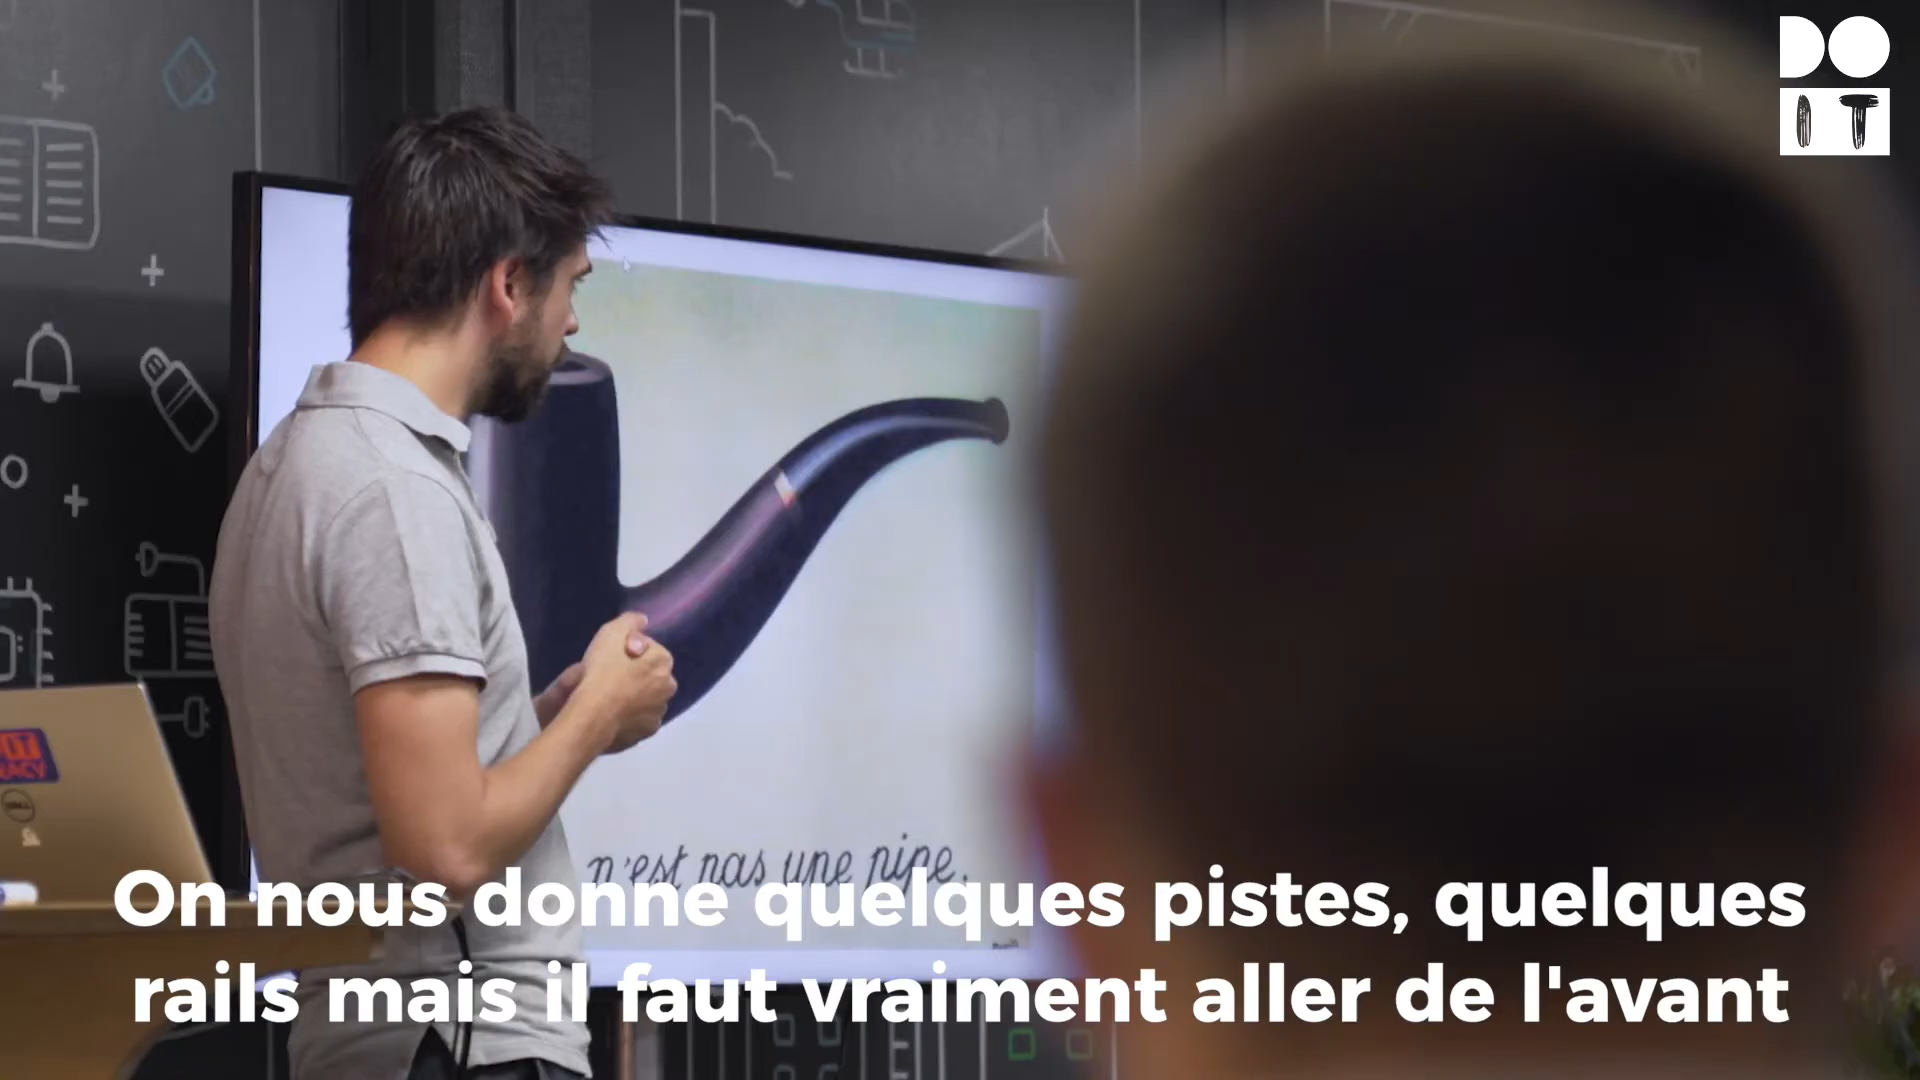 DO
IT
n'est pas une pipe.
DELL
On nous donne quelques pistes, quelques
rails mais il faut vraiment aller de l'avant